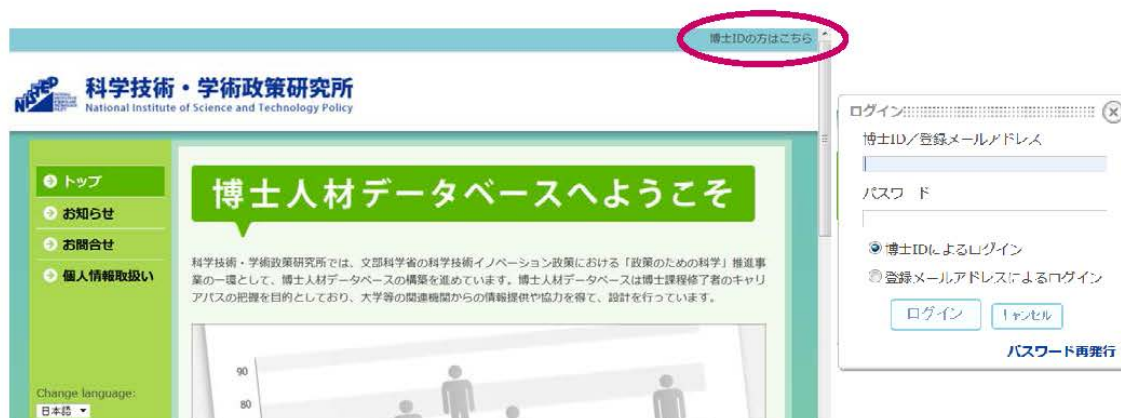 博士IDの方はこちら
NISTEP
科学技術・学術政策研究所
National Institute of Science and Technology Policy
トップ
お知らせ
お問合せ
個人情報取扱い
Change language:
日本語
博士人材データベースへようこそ
科学技術・学術政策研究所では、文部科学省の科学技術イノベーション政策における「政策のための科学」推進事
業の一環として、博士人材データベースの構築を進めています。博士人材データベースは博士課程修了者のキャリ
アパスの把握を目的としており、大学等の関連機関からの情報提供や協力を得て、設計を行っています。
90
80
ログイン
博士ID/登録メールアドレス
パスワード
博士IDによるログイン
登録メールアドレスによるログイン
ログイン
キャンセル
パスワード再発行